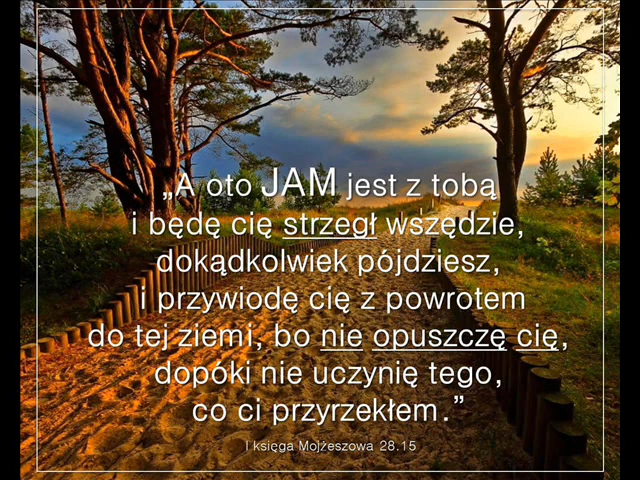 „A oto JAM jest z tobą
i będę cię strzegł wszędzie,
dokądkolwiek pójdziesz,
i przywiodę cię z powrotem
do tej ziemi, bo nie opuszczę cię,
dopóki nie uczynię tego,
co ci przyrzekłem.”
I księga Mojżeszowa 28.15